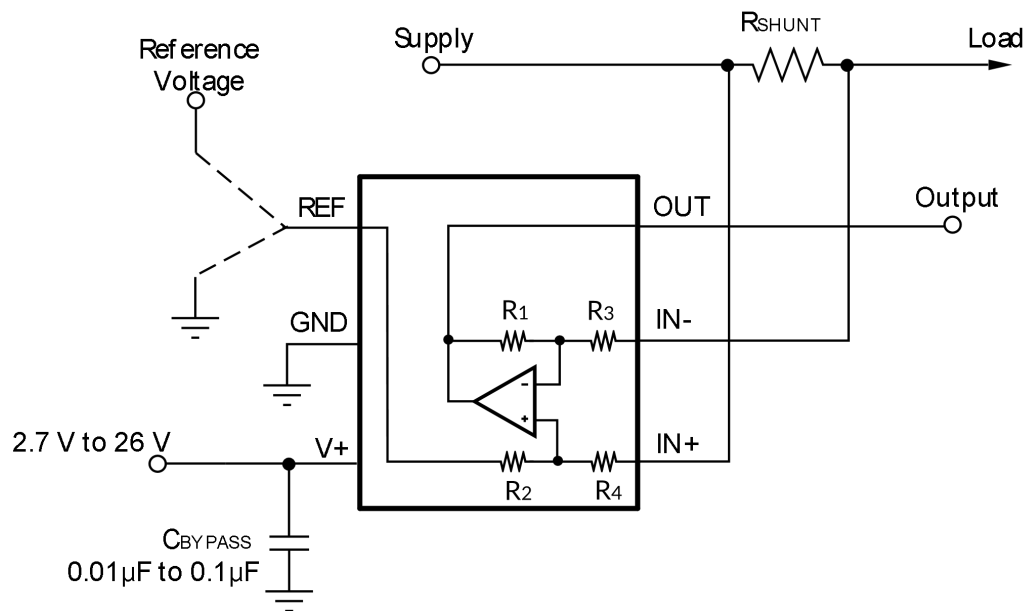 RSHUNT
Supply
Load
Reference
Voltage
REF
OUT
Output
GND
R1
R3
IN-
-
+
2.7 V to 26 V
V+
IN+
R2
R4
CBYPASS
0.01µF to 0.1µF